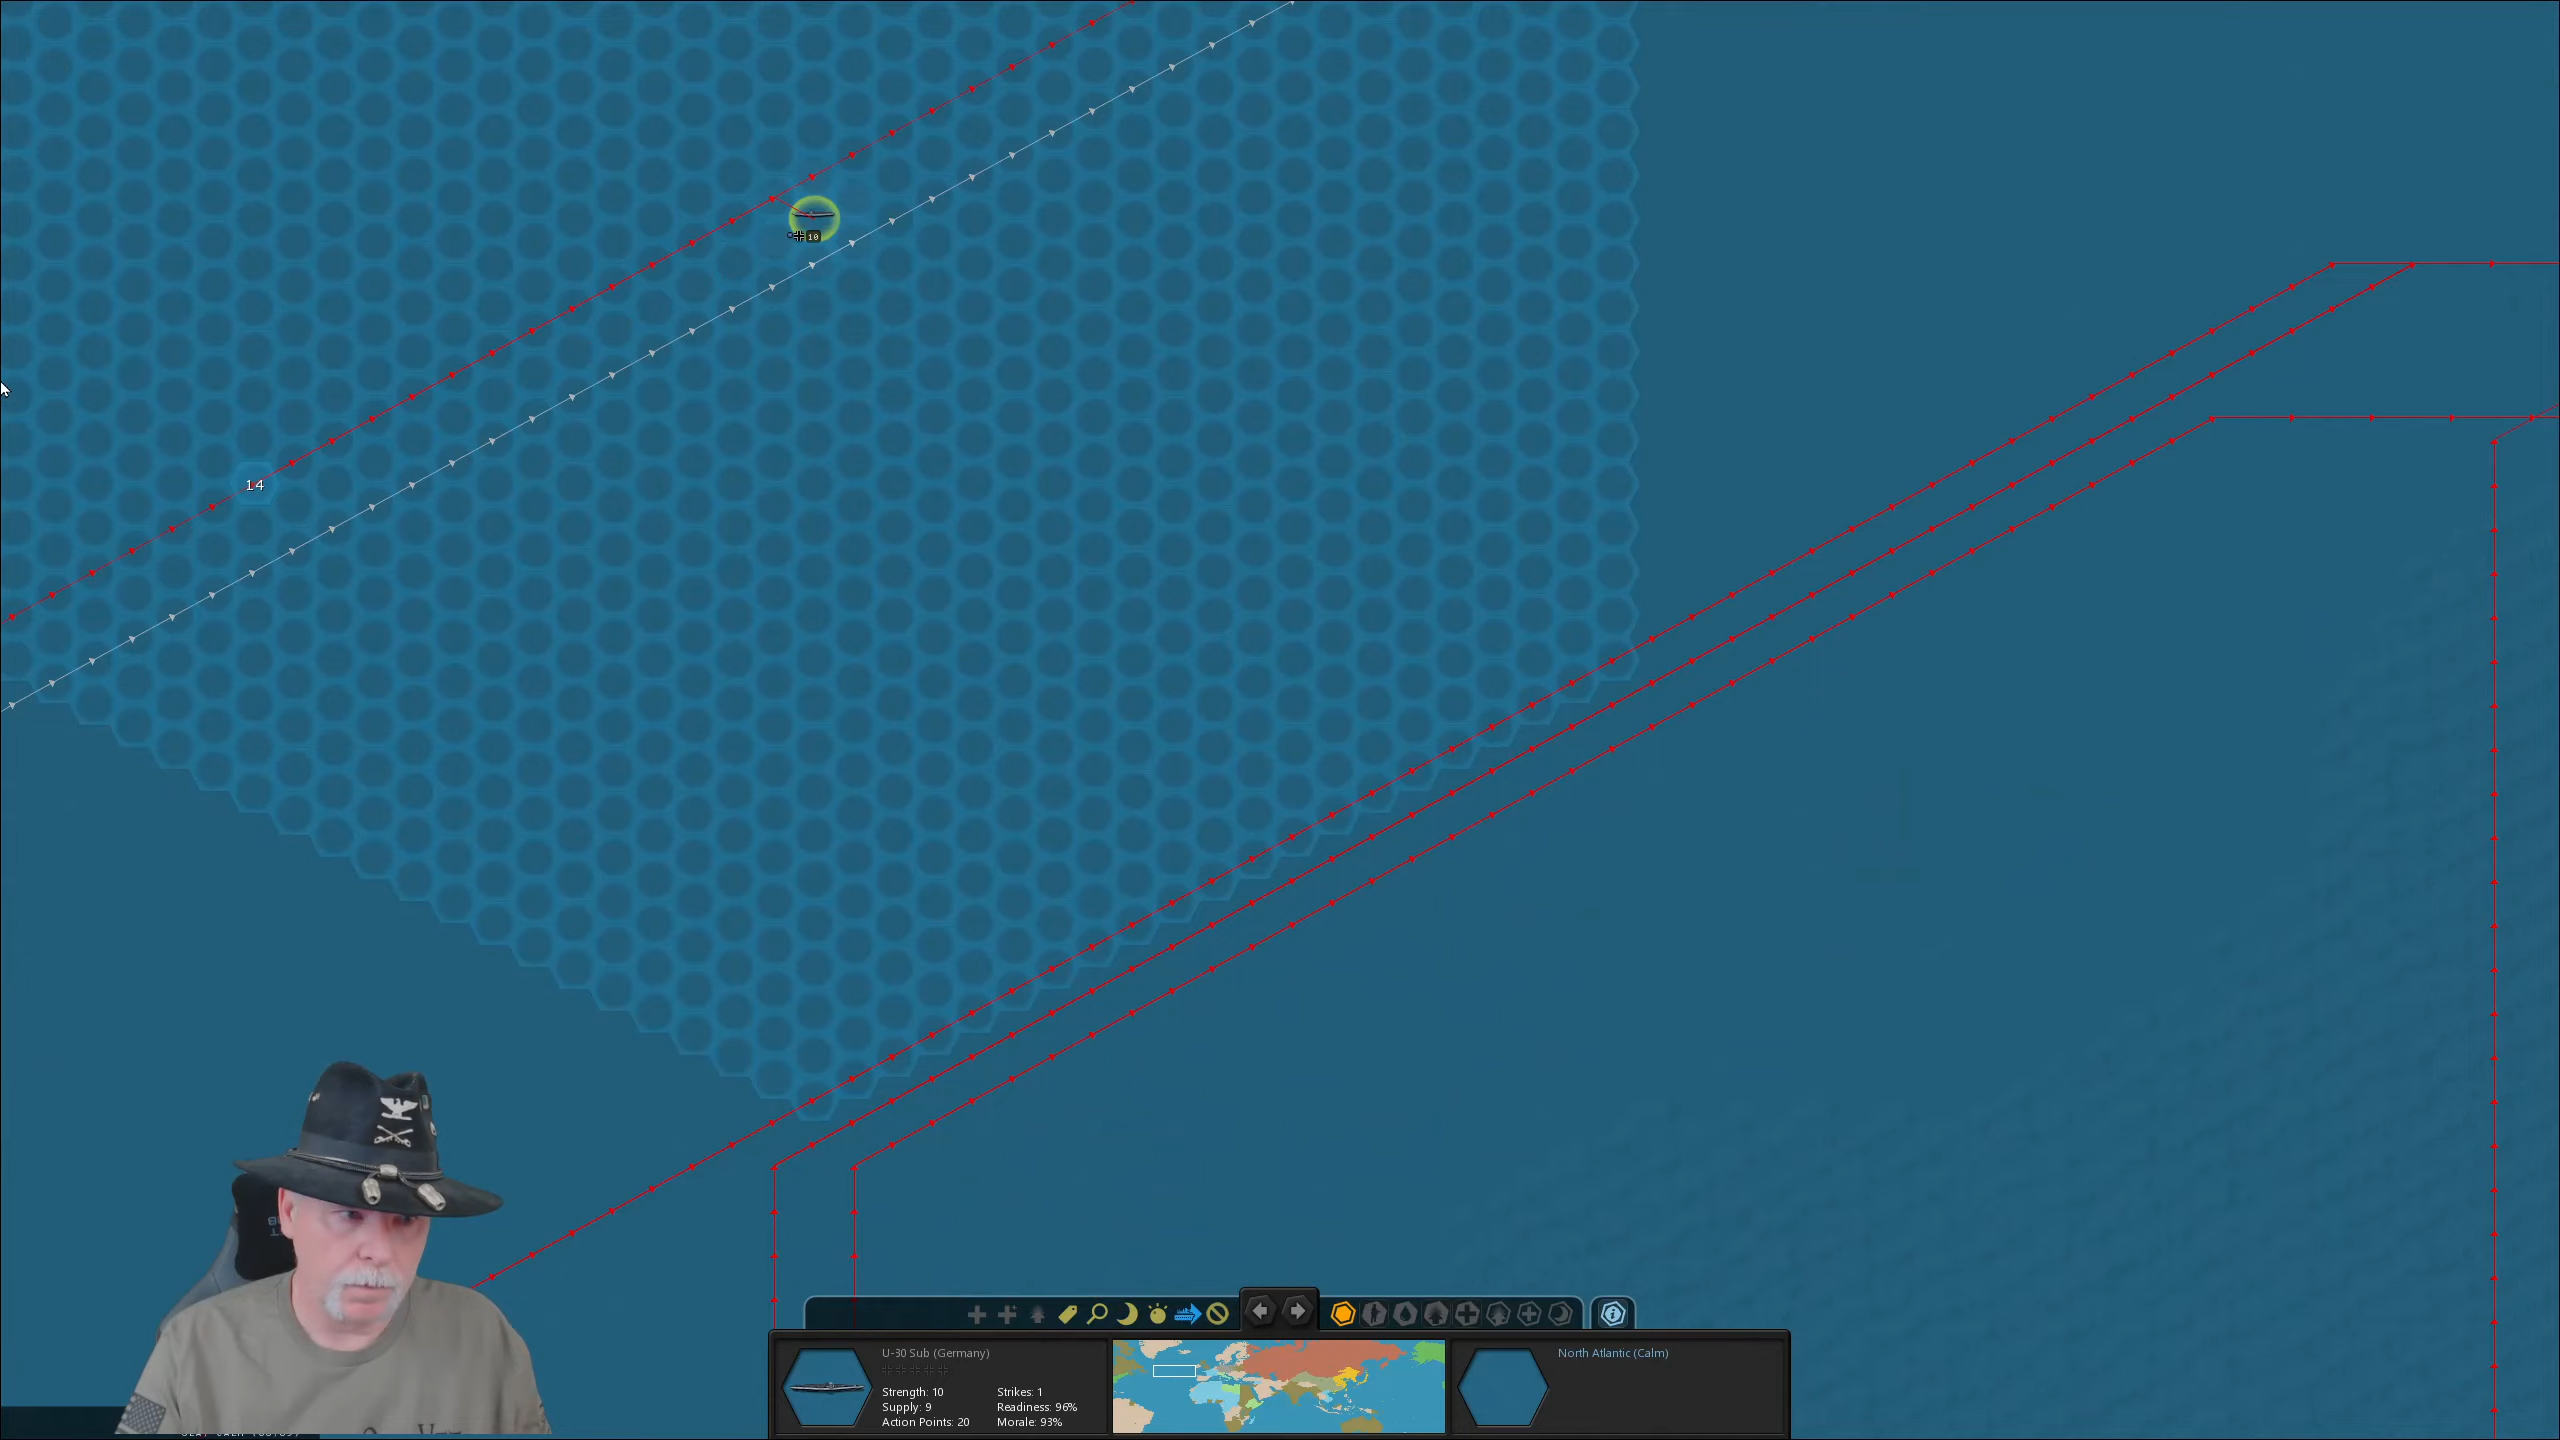 10
14
U-30 Sub (Germany)
Strength: 10
Strikes: 1
Supply: 9
Readiness: 96%
Action Points: 20
Morale: 93%
North Atlantic (Calm)